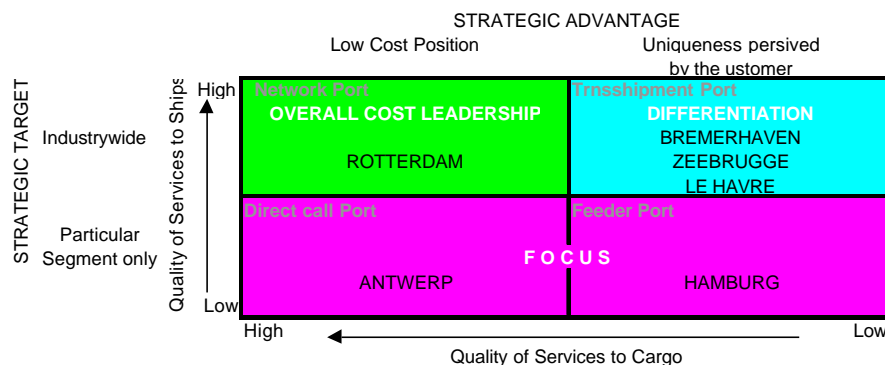 STRATEGIC ADVANTAGE
Low Cost Position
Uniqueness persived
by the ustomer
STRATEGIC TARGET
Quality of Services to Ships
High
Network Port
Trnsshipment Port
OVERALL COST LEADERSHIP
DIFFERENTIATION
Industrywide
BREMERHAVEN
ROTTERDAM
ZEEBRUGGE
LE HAVRE
Direct call Port
Feeder Port
Particular
Segment only
F O C U S
ANTWERP
HAMBURG
Low
High
Low
Quality of Services to Cargo